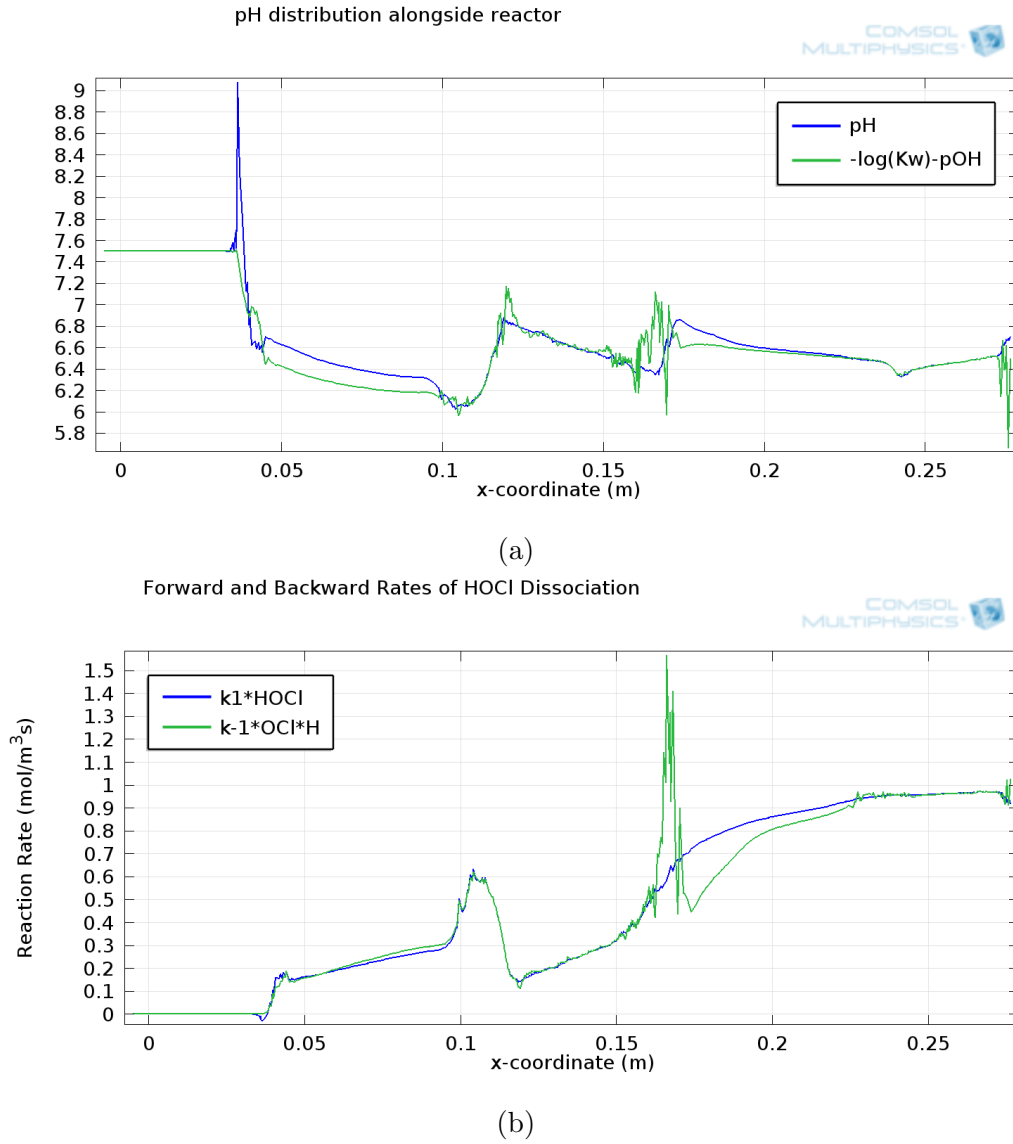 pH distribution alongside reactor
COMSOL
MULTIPHYSICS®
9
8.8
8.6
8.4
8.2
8
7.8
7.6
7.4
7.2
7
6.8
6.6
6.4
6.2
6
5.8
pH
-log(Kw)-pOH
0 0.05 0.1 0.15 0.2 0.25
x-coordinate (m)
(a)
Forward and Backward Rates of HOCl Dissociation
COMSOL
MULTIPHYSICS®
Reaction Rate (mol/m³s)
1.5
1.4
1.3
1.2
1.1
1
0.9
0.8
0.7
0.6
0.5
0.4
0.3
0.2
0.1
0
k1*HOCl
k-1*OCl*H
0 0.05 0.1 0.15 0.2 0.25
x-coordinate (m)
(b)